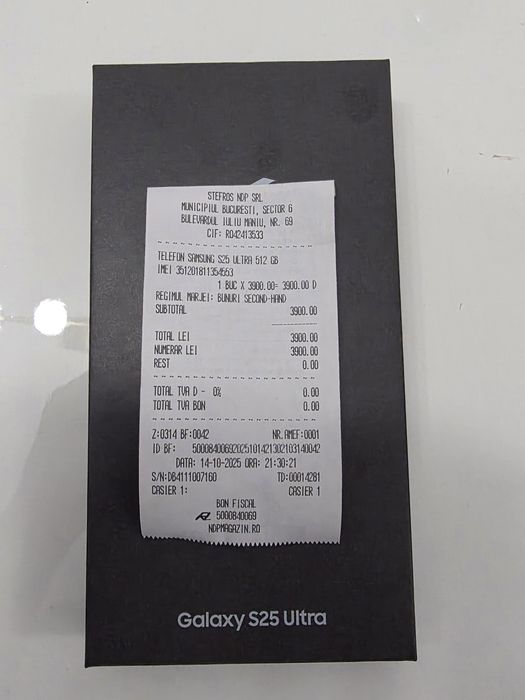 STEFROS NDP SRL
MUNICIPIUL BUCURESTI, SECTOR 6
BULEVARDUL IULIU MANIU, NR. 69
CIF: RO42413533
TELEFON SAMSUNG S25 ULTRA 512 GB
IMEI 351201811354653
1 BUC X 3900.00= 3900.00 D
REGIMUL MARJEI: BUNURI SECOND-HAND
SUBTOTAL 3900.00
TOTAL LEI 3900.00
NUMERAR LEI 3900.00
REST 0.00
TOTAL TVA D - 0% 0.00
TOTAL TVA BON 0.00
Z:0314 BF:0042 NR.AMEF:0001
ID BF: 50008400692025101421302103140042
DATA: 14-10-2025 ORA: 21:30:21
S/N:DB4111007160 TD:00014281
CASIER 1: CASIER 1
BON FISCAL
5000840069
NDPMAGAZIN.RO
Galaxy S25 Ultra